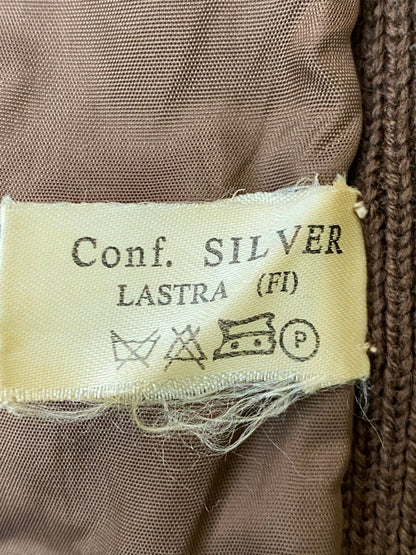 Conf. SILVER
LASTRA (FI)
P